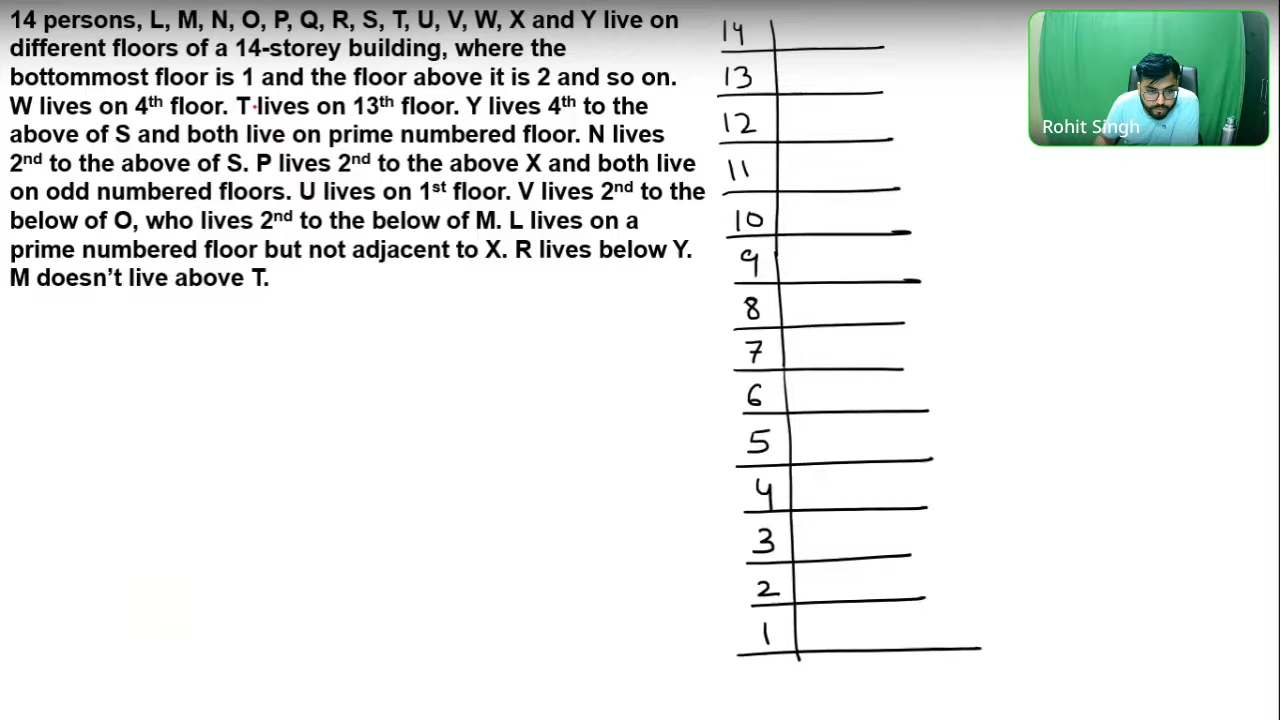 14 persons, L, M, N, O, P, Q, R, S, T, U, V, W, X and Y live on
different floors of a 14-storey building, where the
bottommost floor is 1 and the floor above it is 2 and so on.
W lives on 4th floor. T lives on 13th floor. Y lives 4th to the
above of S and both live on prime numbered floor. N lives
2nd to the above of S. P lives 2nd to the above X and both live
on odd numbered floors. U lives on 1st floor. V lives 2nd to the
below of O, who lives 2nd to the below of M. L lives on a
prime numbered floor but not adjacent to X. R lives below Y.
M doesn't live above T.
14
13
12
11
10
9
8
7
6
5
4
3
2
1
Rohit Singh